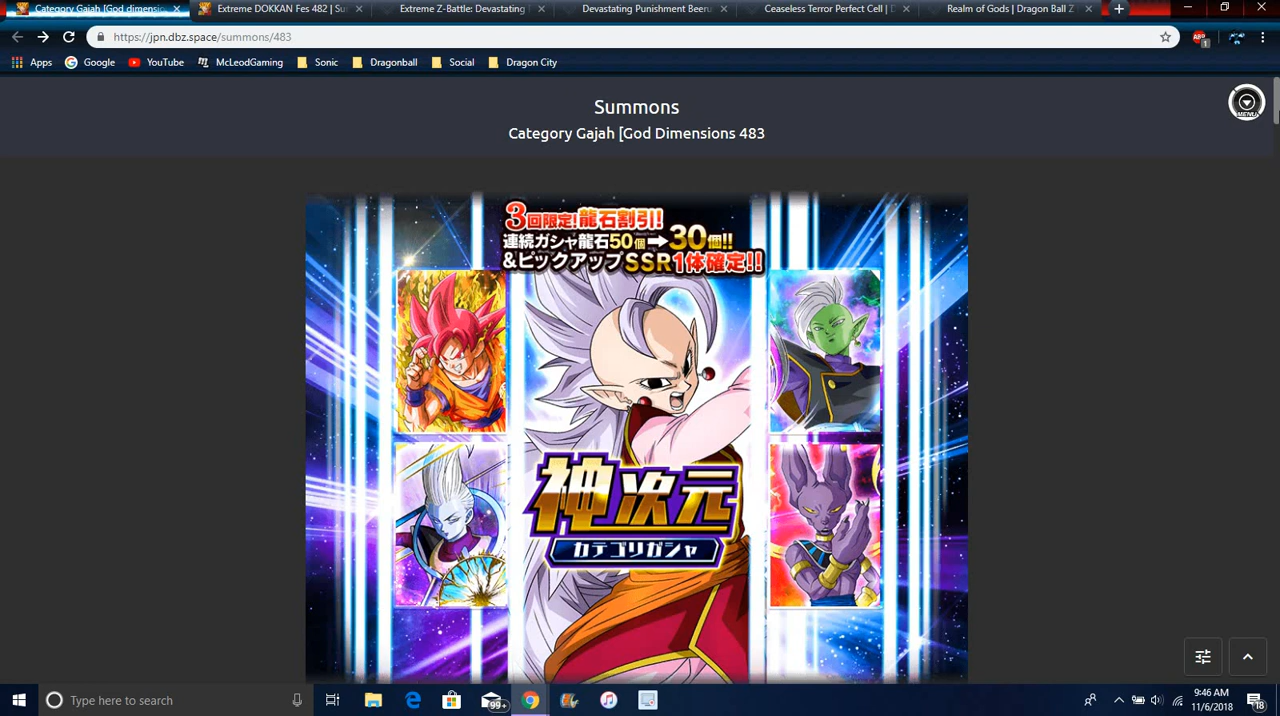 Category Gajah [God dimensic
Extreme DOKKAN Fes 482 | Su
Extreme Z-Battle: Devastating
Devastating Punishment Beeru
Ceaseless Terror Perfect Cell | D
Realm of Gods | Dragon Ball Z
https://jpn.dbz.space/summons/483
Apps
Google
YouTube
McLeodGaming
Sonic
Dragonball
Social
Dragon City
Summons
Category Gajah [God Dimensions 483
MENU
3回限定!龍石割引!
連続ガシャ龍石50個➡30個!!
&ピックアップSSR1体確定!!
神次元
カテゴリガシャ
Type here to search
99+
9:46 AM
11/6/2018
18